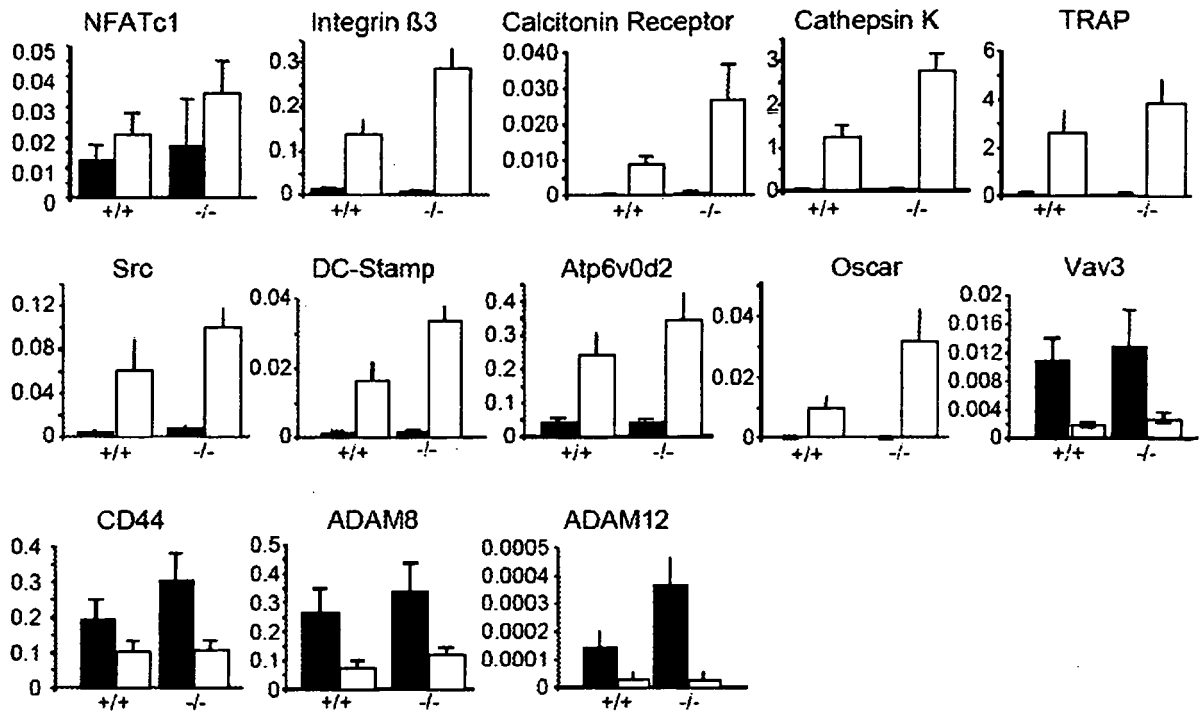 NFATc1 Integrin ß3 Calcitonin Receptor Cathepsin K TRAP
0.05 0.04 0.03 0.02 0.01 0
+/+ -/-
0.3 0.2 0.1 0
+/+ -/-
0.040 0.030 0.020 0.010 0
+/+ -/-
3 2 1 0
+/+ -/-
6 4 2 0
+/+ -/-
Src DC-Stamp Atp6v0d2 Oscar Vav3
0.12 0.08 0.04 0
+/+ -/-
0.04 0.02 0
+/+ -/-
0.4 0.3 0.2 0.1 0
+/+ -/-
0.04 0.02 0
+/+ -/-
0.02 0.016 0.012 0.008 0.004 0
+/+ -/-
CD44 ADAM8 ADAM12
0.4 0.3 0.2 0.1 0
+/+ -/-
0.5 0.4 0.3 0.2 0.1 0
+/+ -/-
0.0005 0.0004 0.0003 0.0002 0.0001 0
+/+ -/-